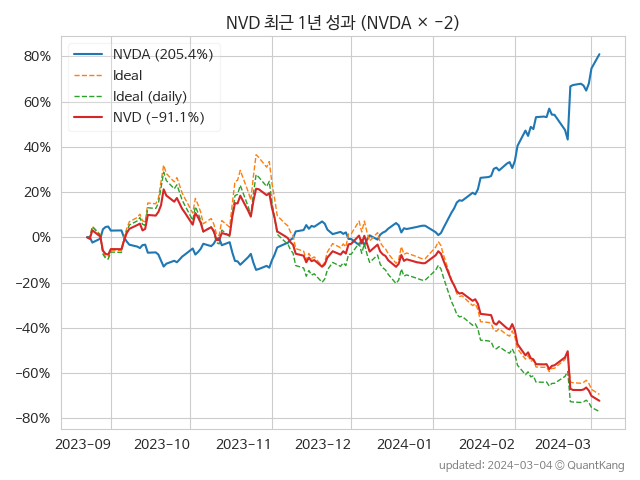 NVD 최근 1년 성과 (NVDA × −2)
NVDA (205.4%)
Ideal
Ideal (daily)
NVD (−91.1%)
80%
60%
40%
20%
0%
−20%
−40%
−60%
−80%
2023-09 2023-10 2023-11 2023-12 2024-01 2024-02 2024-03
updated: 2024-03-04 © QuantKang